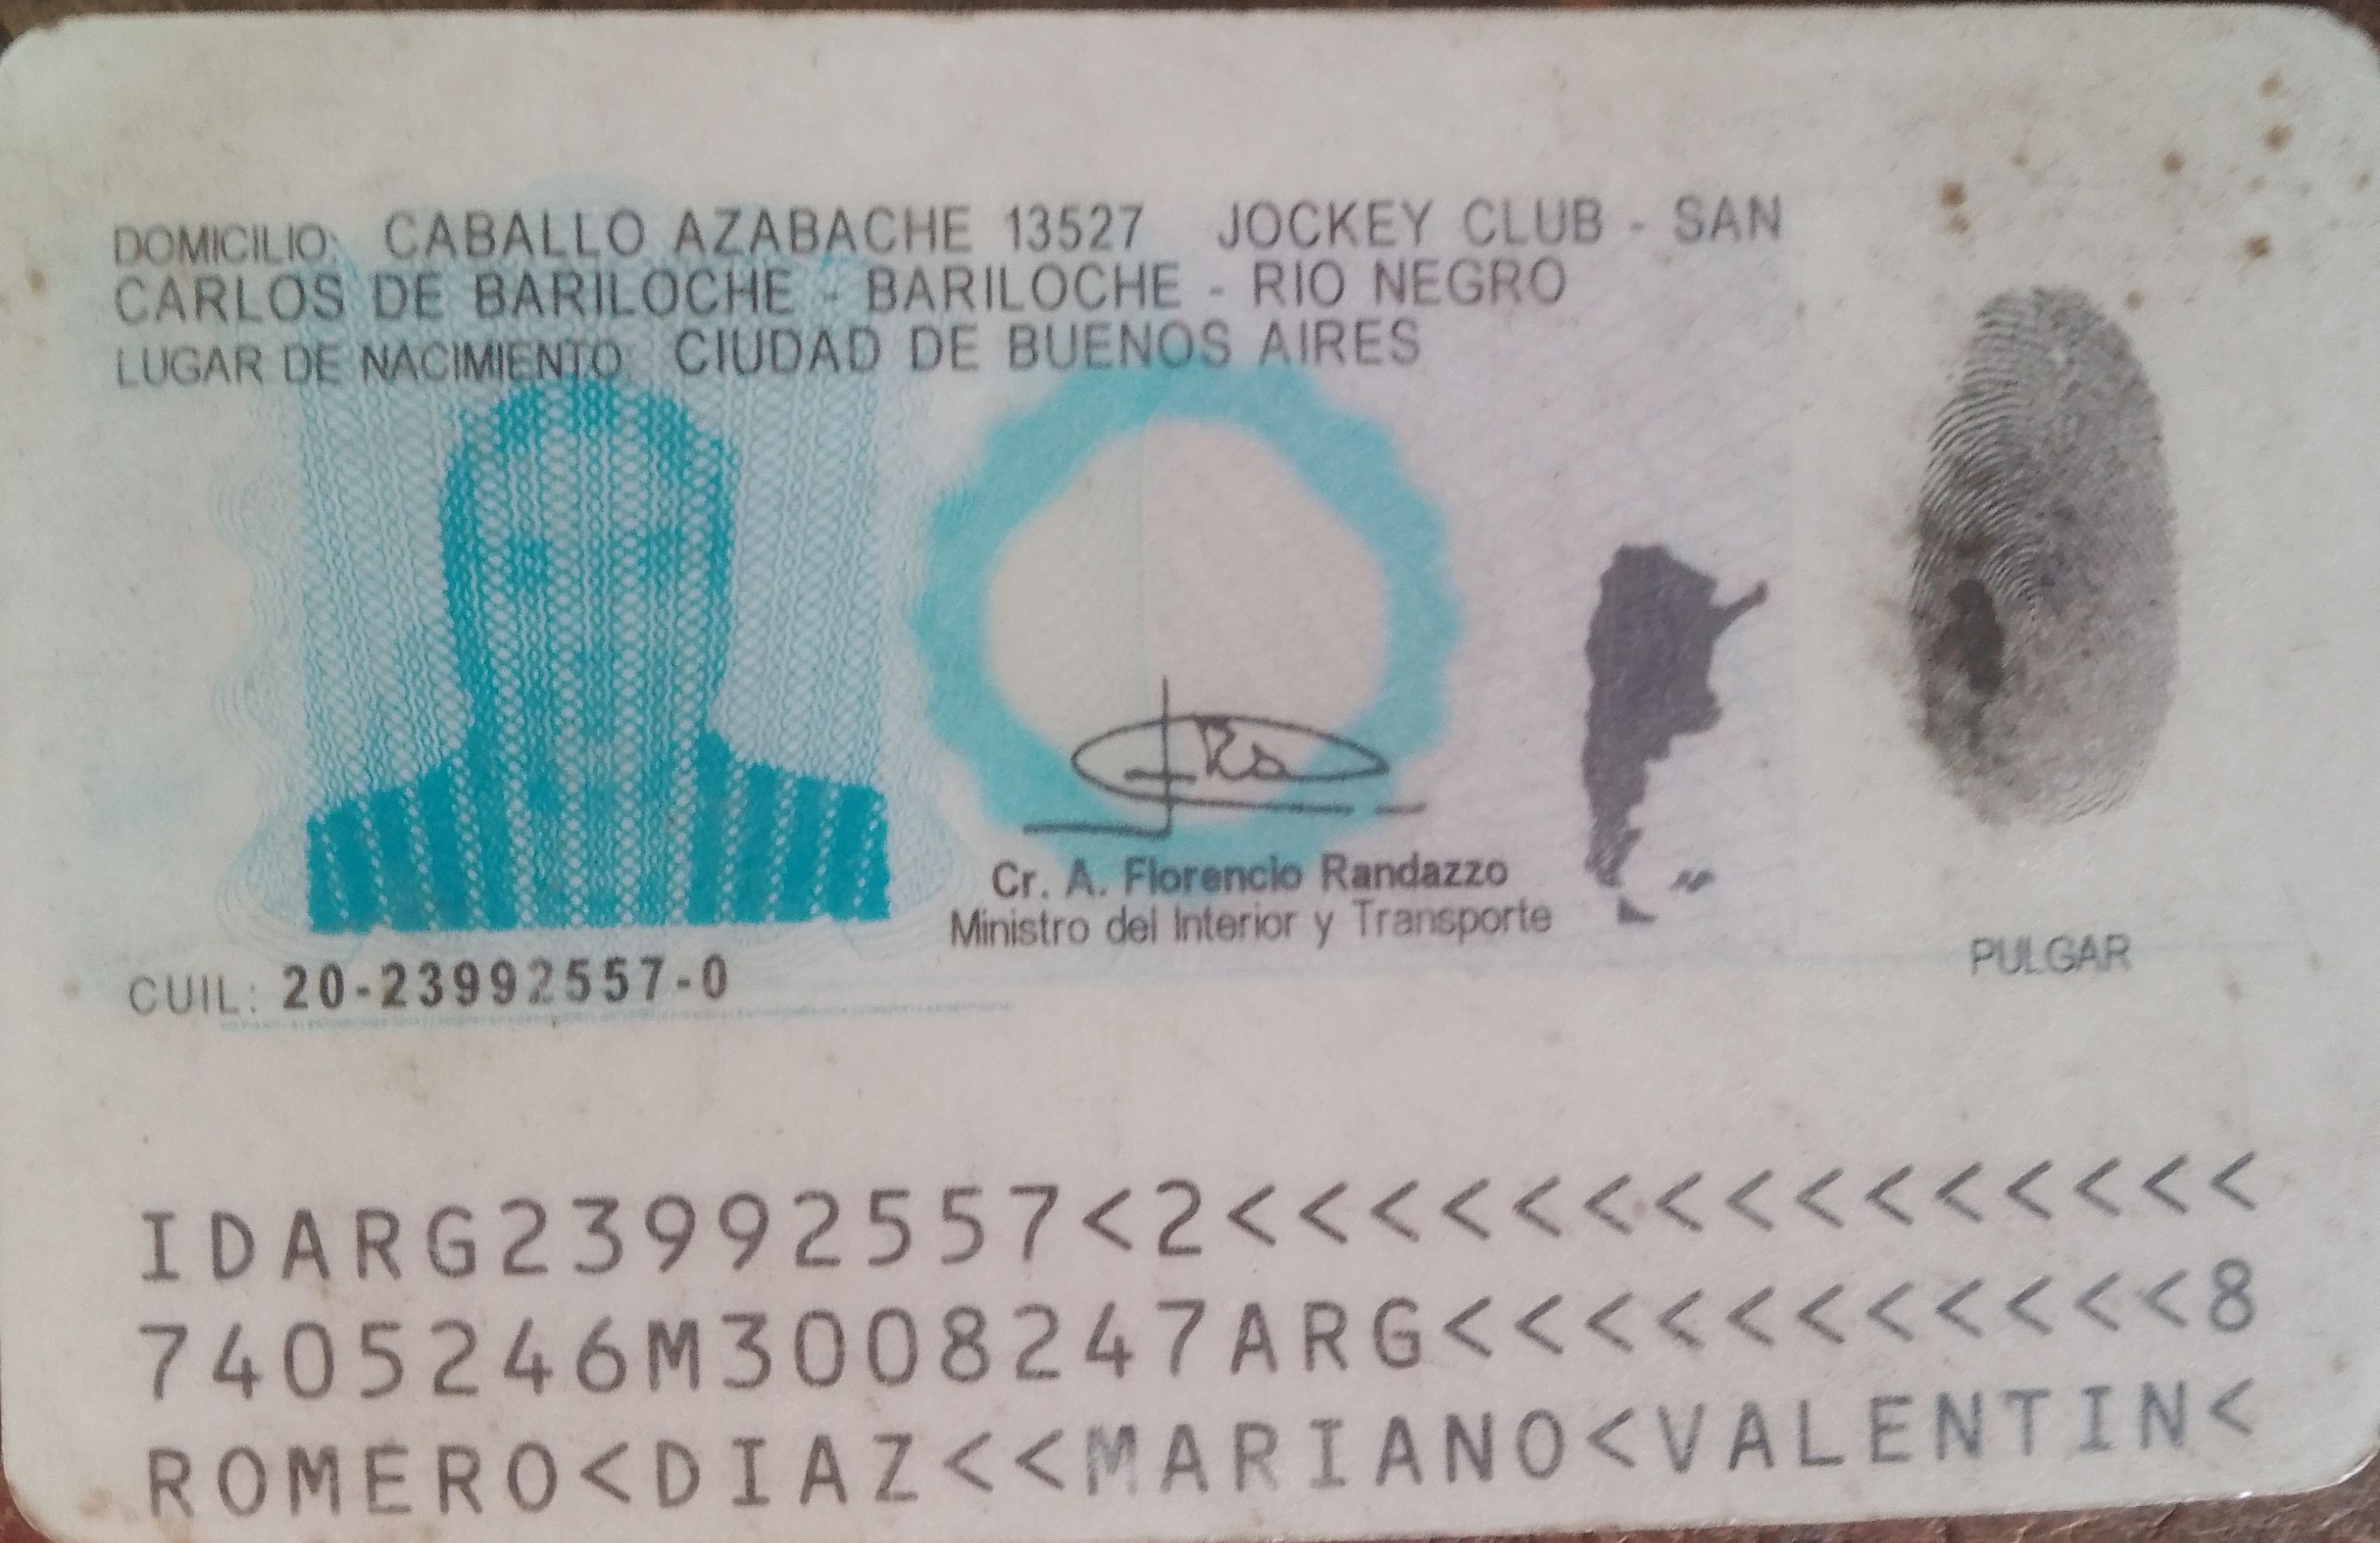 DOMICILIO: CABALLO AZABACHE 13527 JOCKEY CLUB - SAN
CARLOS DE BARILOCHE - BARILOCHE - RIO NEGRO
LUGAR DE NACIMIENTO: CIUDAD DE BUENOS AIRES
Cr. A. Florencio Randazzo
Ministro del Interior y Transporte
PULGAR
CUIL: 20-23992557-0
IDARG23992557<2<<<<<<<<<<<<<<<
7405246M3008247ARG<<<<<<<<<<<8
ROMERO<DIAZ<<MARIANO<VALENTIN<